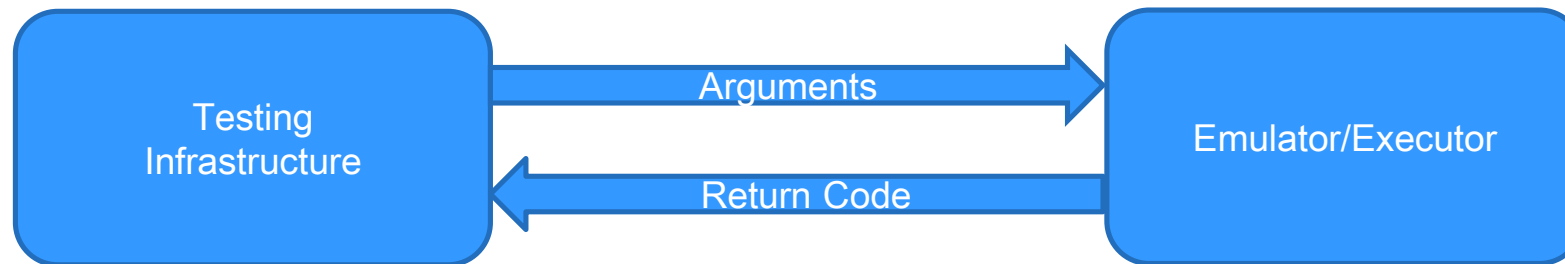 Testing
Infrastructure
Arguments
Return Code
Emulator/Executor